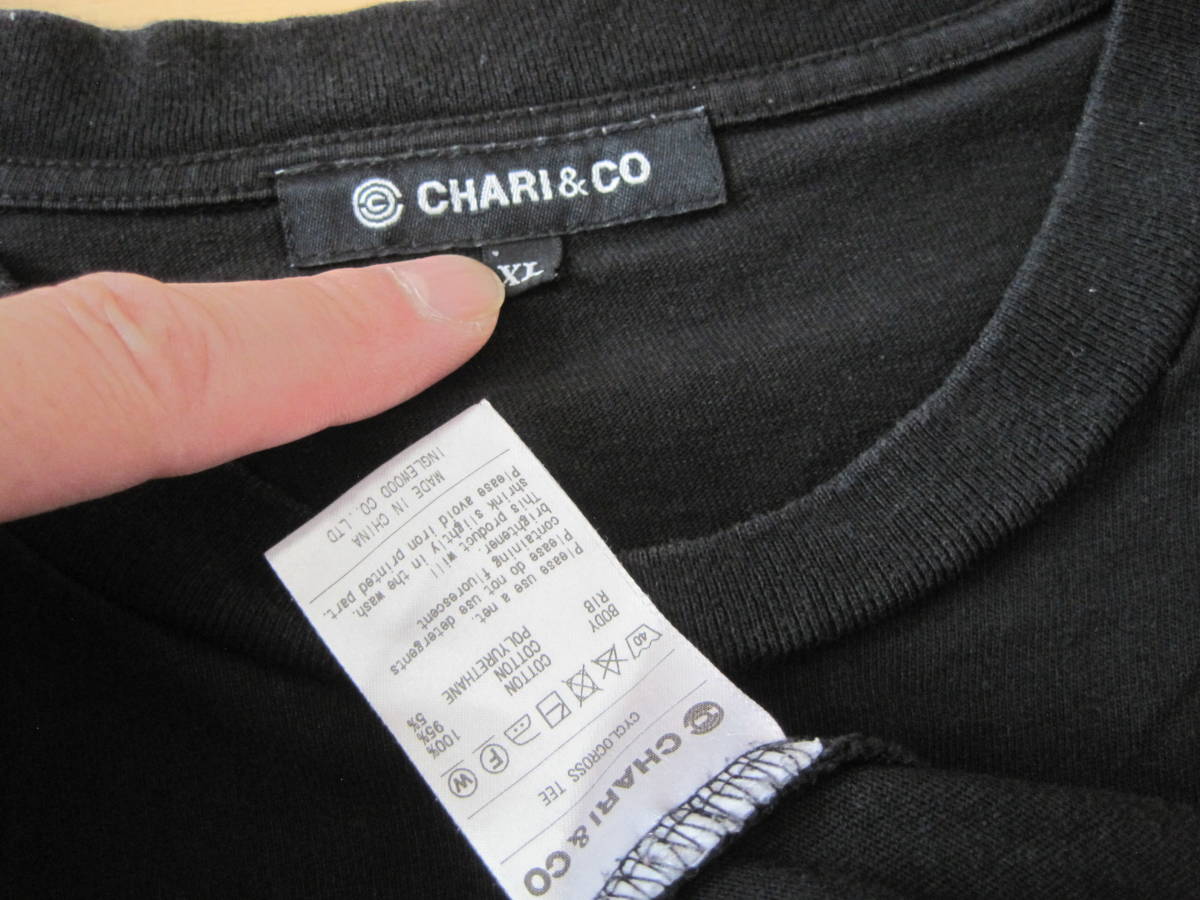 CHARI & CO
XL
CHARI & CO
CYCLOCROSS TEE
40 F W
BODY COTTON 100%
RIB COTTON 95%
POLYURETHANE 5%
Please use a net.
Please do not use detergents
containing fluorescent
brightener.
This product will
shrink slightly in the wash.
Please avoid iron printed part.
MADE IN CHINA
INGLEWOOD CO.,LTD